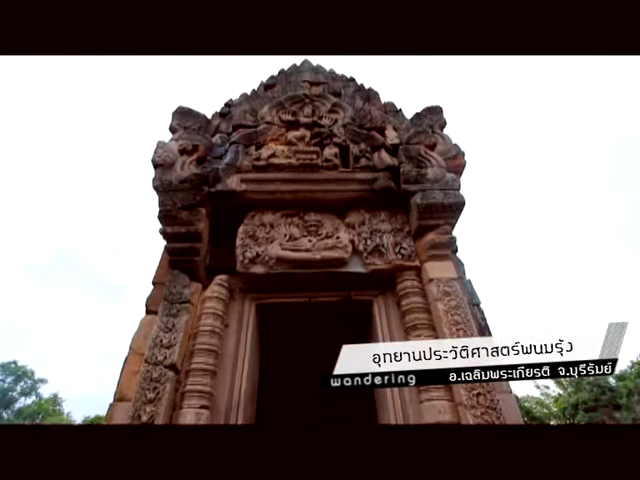 อุทยานประวัติศาสตร์พนมรุ้ง
wandering อ.เฉลิมพระเกียรติ จ.บุรีรัมย์